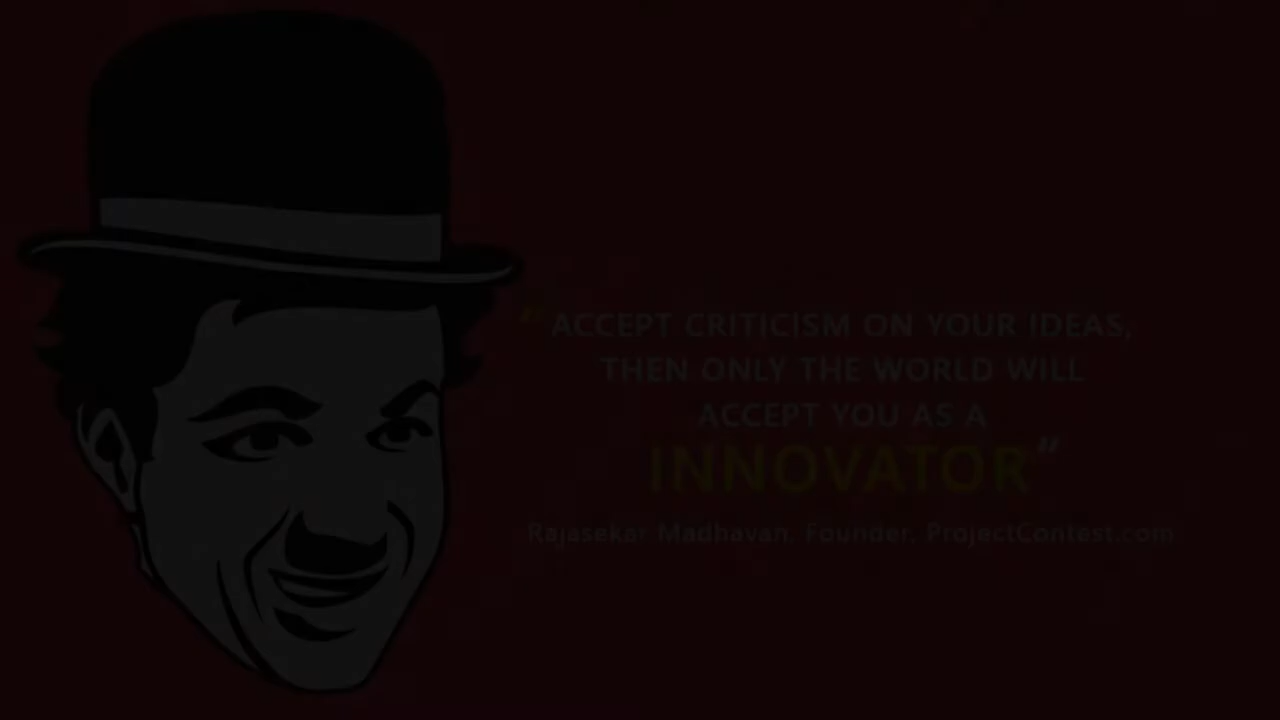 “ ACCEPT CRITICISM ON YOUR IDEAS,
THEN ONLY THE WORLD WILL
ACCEPT YOU AS A
INNOVATOR”
Rajasekar Madhavan, Founder, ProjectContest.com